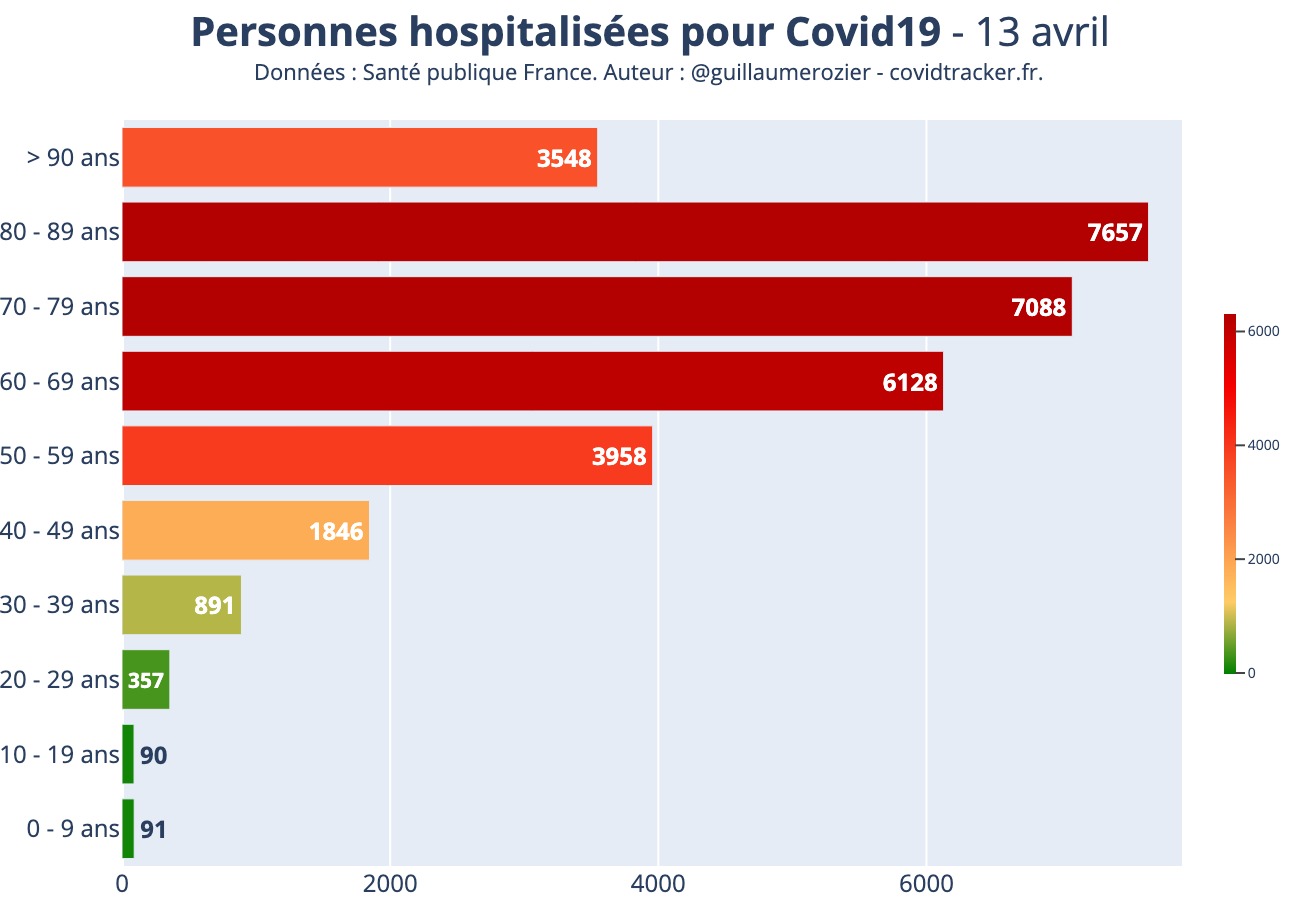 Personnes hospitalisées pour Covid19 - 13 avril
Données : Santé publique France. Auteur : @guillaumerozier - covidtracker.fr.
> 90 ans 3548
80 - 89 ans 7657
70 - 79 ans 7088
60 - 69 ans 6128
50 - 59 ans 3958
40 - 49 ans 1846
30 - 39 ans 891
20 - 29 ans 357
10 - 19 ans 90
0 - 9 ans 91
0 2000 4000 6000
6000
4000
2000
0